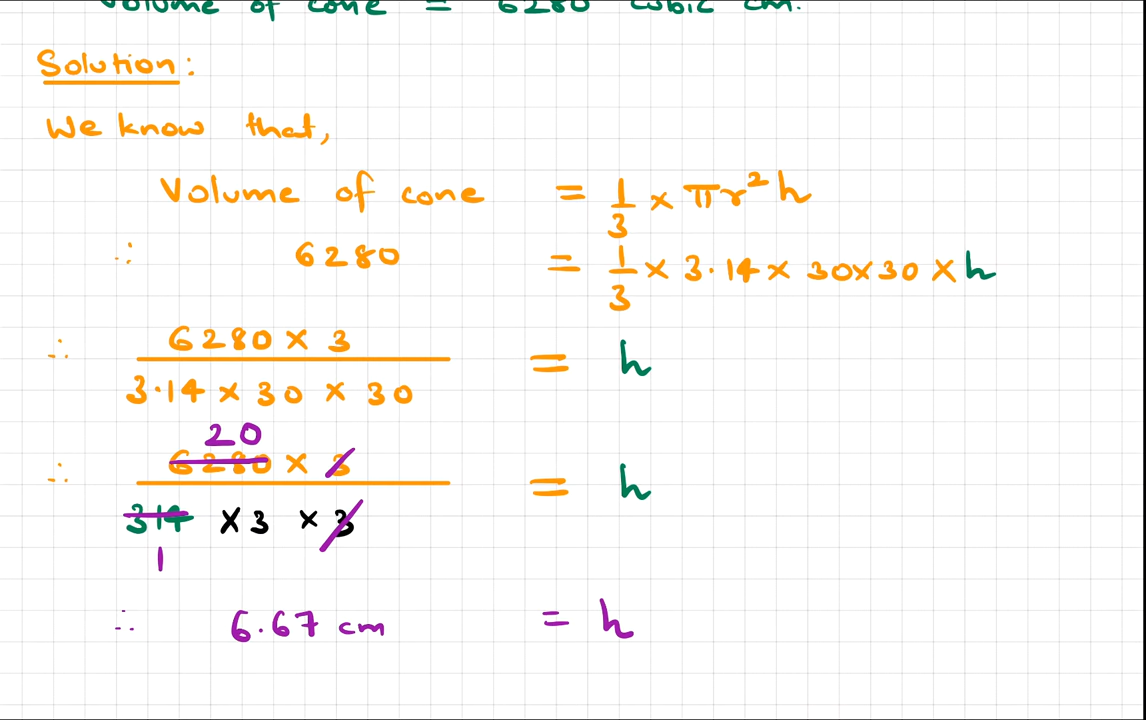 Volume of cone = 6280 cubic cm.
Solution:
We know that,
Volume of cone = 1/3 × πr²h
∴ 6280 = 1/3 × 3.14 × 30×30 × h
∴ 6280 × 3 / 3.14 × 30 × 30 = h
20
∴ 6280 × 3 / 314 × 3 × 3 = h
1
∴ 6.67 cm = h